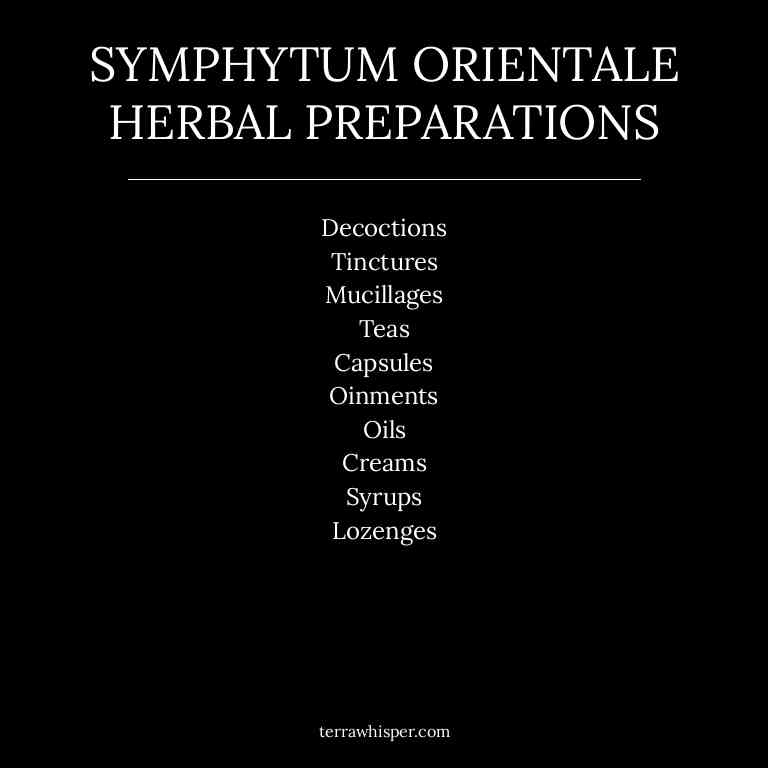 SYMPHYTUM ORIENTALE
HERBAL PREPARATIONS
Decoctions
Tinctures
Mucillages
Teas
Capsules
Oinments
Oils
Creams
Syrups
Lozenges
terrawhisper.com